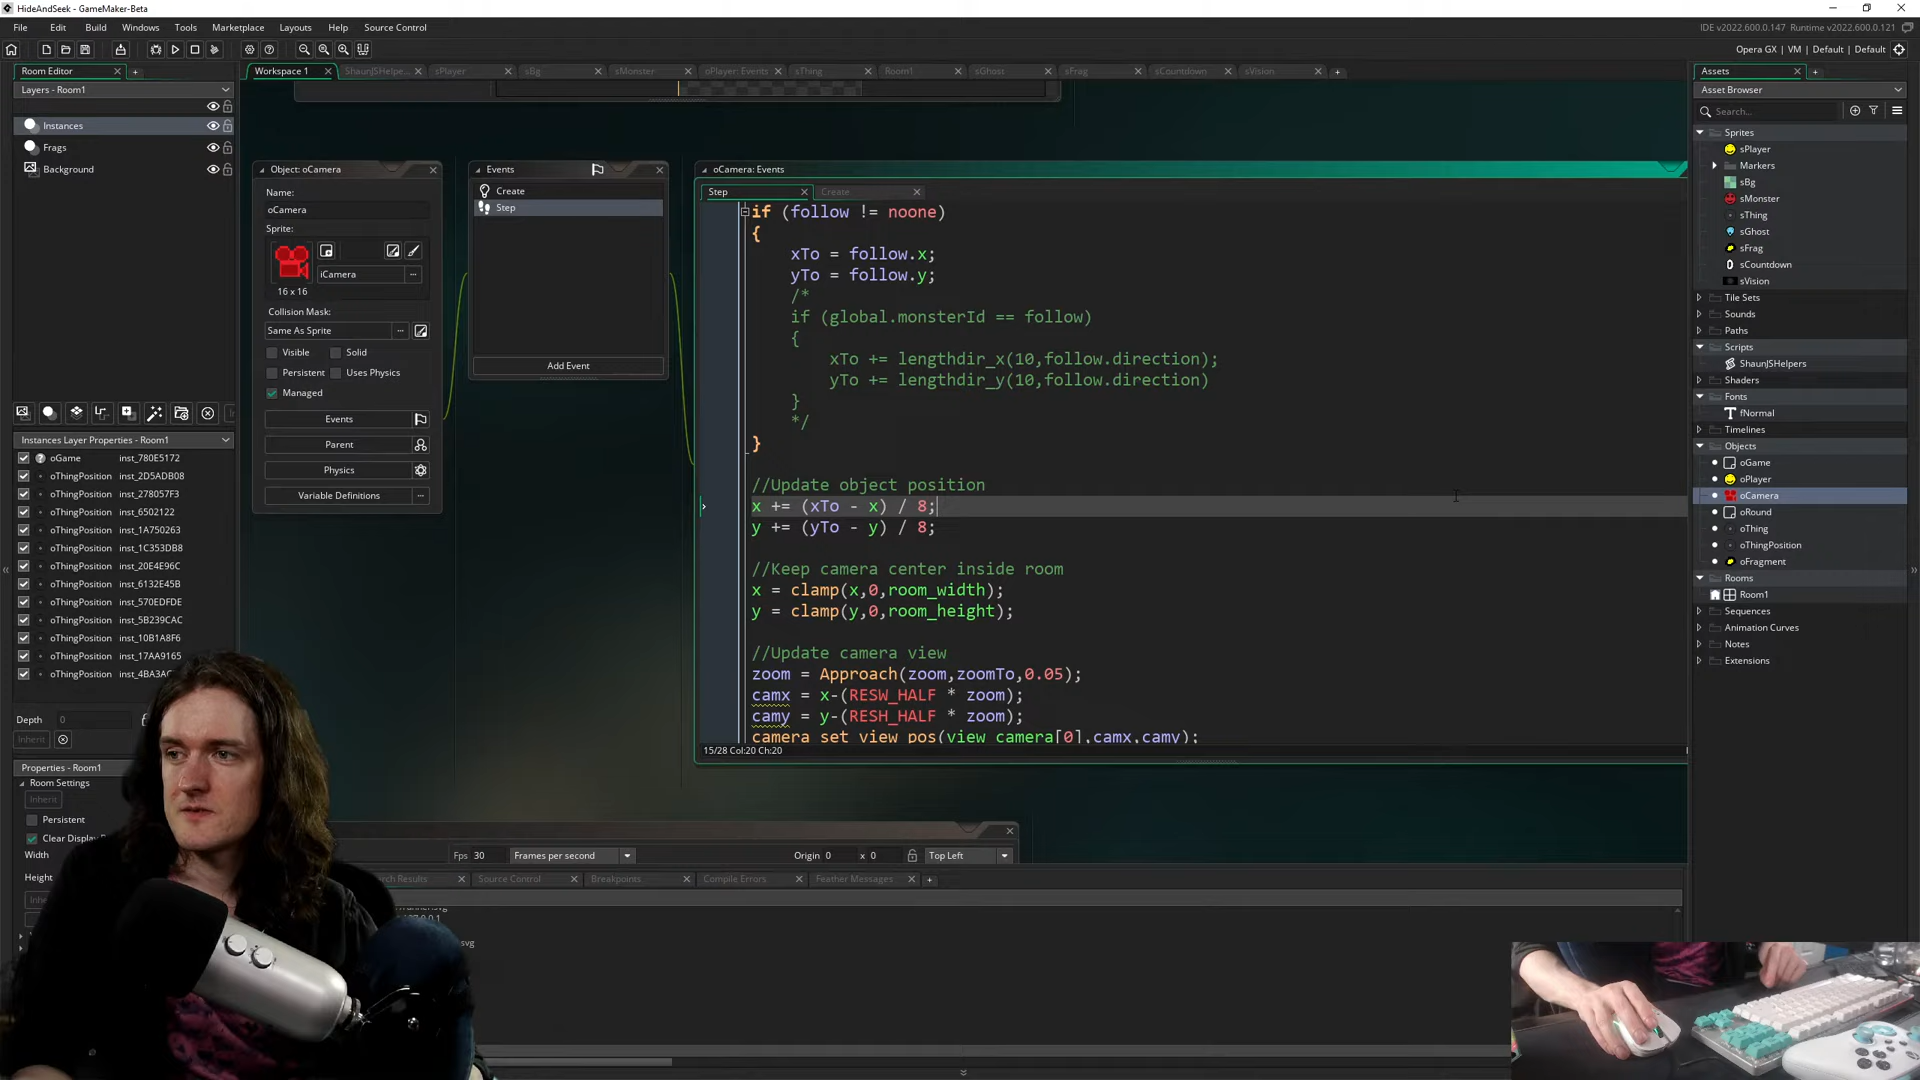 HideAndSeek - GameMaker-Beta
File Edit Build Windows Tools Marketplace Layouts Help Source Control
IDE v2022.600.0.147 Runtime v2022.600.0.121
Opera GX | VM | Default | Default
Room Editor
Workspace 1 ShaunJSHelpe... sPlayer sBg sMonster oPlayer: Events sThing Room1 sGhost sFrag sCountdown sVision
Layers - Room1
Instances
Frags
Background
Instances Layer Properties - Room1
oGame inst_780E5172
oThingPosition inst_2D5ADB08
oThingPosition inst_278057F3
oThingPosition inst_6502122
oThingPosition inst_1A750263
oThingPosition inst_1C353DB8
oThingPosition inst_20E4E96C
oThingPosition inst_6132E45B
oThingPosition inst_570EDFDE
oThingPosition inst_5B239CAC
oThingPosition inst_10B1A8F6
oThingPosition inst_17AA9165
oThingPosition inst_4BA3AC
Depth 0
Inherit
Properties - Room1
Room Settings
Inherit
Persistent
Clear Display
Width
Height
Object: oCamera
Name:
oCamera
Sprite:
iCamera
16 x 16
Collision Mask:
Same As Sprite
Visible Solid
Persistent Uses Physics
Managed
Events
Parent
Physics
Variable Definitions
Events
Create
Step
Add Event
oCamera: Events
Step Create
if (follow != noone)
{
xTo = follow.x;
yTo = follow.y;
/*
if (global.monsterId == follow)
{
xTo += lengthdir_x(10,follow.direction);
yTo += lengthdir_y(10,follow.direction)
}
*/
}
//Update object position
x += (xTo - x) / 8;
y += (yTo - y) / 8;
//Keep camera center inside room
x = clamp(x,0,room_width);
y = clamp(y,0,room_height);
//Update camera view
zoom = Approach(zoom,zoomTo,0.05);
camx = x-(RESW_HALF * zoom);
camy = y-(RESH_HALF * zoom);
camera_set_view_pos(view_camera[0],camx,camy);
15/28 Col:20 Ch:20
Fps 30 Frames per second Origin 0 x 0 Top Left
rch Results Source Control Breakpoints Compile Errors Feather Messages
Assets
Asset Browser
Search...
Sprites
sPlayer
Markers
sBg
sMonster
sThing
sGhost
sFrag
sCountdown
sVision
Tile Sets
Sounds
Paths
Scripts
ShaunJSHelpers
Shaders
Fonts
fNormal
Timelines
Objects
oGame
oPlayer
oCamera
oRound
oThing
oThingPosition
oFragment
Rooms
Room1
Sequences
Animation Curves
Notes
Extensions